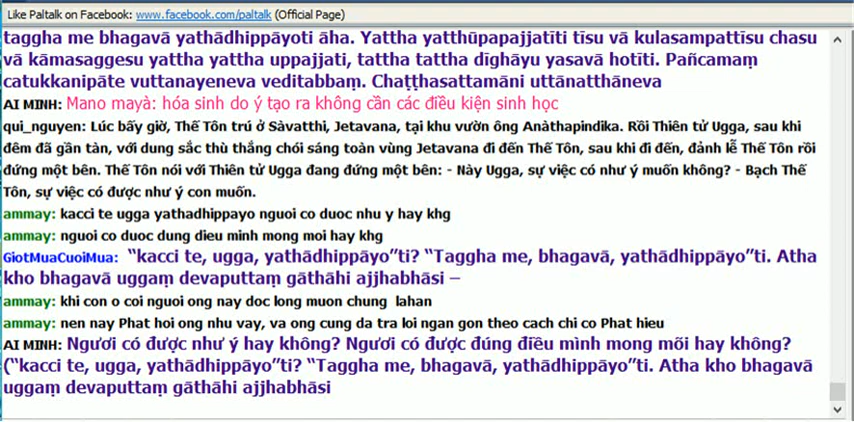 Like Paltalk on Facebook: www.facebook.com/paltalk (Official Page)
taggha me bhagavā yathādhippāyoti āha. Yattha yatthūpapajjatīti tīsu vā kulasampattīsu chasu
vā kāmasaggesu yattha yattha uppajjati, tattha tattha dīghāyu yasavā hotīti. Pañcamaṃ
catukkanipāte vuttanayeneva veditabbaṃ. Chaṭṭhasattamāni uttānatthāneva
AI MINH: Mano mayà: hóa sinh do ý tạo ra không cần các điều kiện sinh học
qui_nguyen: Lúc bấy giờ, Thế Tôn trú ở Sàvatthi, Jetavana, tại khu vườn ông Anàthapindika. Rồi Thiên tử Ugga, sau khi
đêm đã gần tàn, với dung sắc thù thắng chói sáng toàn vùng Jetavana đi đến Thế Tôn, sau khi đi đến, đảnh lễ Thế Tôn rồi
đứng một bên. Thế Tôn nói với Thiên tử Ugga đang đứng một bên: - Này Ugga, sự việc có như ý muốn không? - Bạch Thế
Tôn, sự việc có được như ý con muốn.
ammay: kacci te ugga yathadhippayo nguoi co duoc nhu y hay khg
ammay: nguoi co duoc dung dieu minh mong moi hay khg
GiotMuaCuoiMua: “kacci te, ugga, yathādhippāyo”ti? “Taggha me, bhagavā, yathādhippāyo”ti. Atha
kho bhagavā uggaṃ devaputtaṃ gāthāhi ajjhabhāsi –
ammay: khi con o coi nguoi ong nay doc long muon chung lahan
ammay: nen nay Phat hoi ong nhu vay, va ong cung da tra loi ngan gon theo cach chi co Phat hieu
AI MINH: Ngươi có được như ý hay không? Ngươi có được đúng điều mình mong mõi hay không?
(“kacci te, ugga, yathādhippāyo”ti? “Taggha me, bhagavā, yathādhippāyo”ti. Atha kho bhagavā
uggaṃ devaputtaṃ gāthāhi ajjhabhāsi